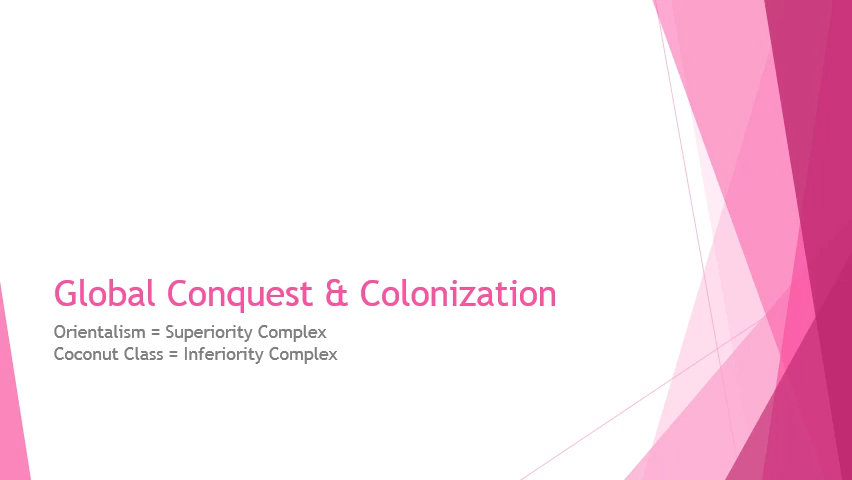 Global Conquest & Colonization
Orientalism = Superiority Complex
Coconut Class = Inferiority Complex